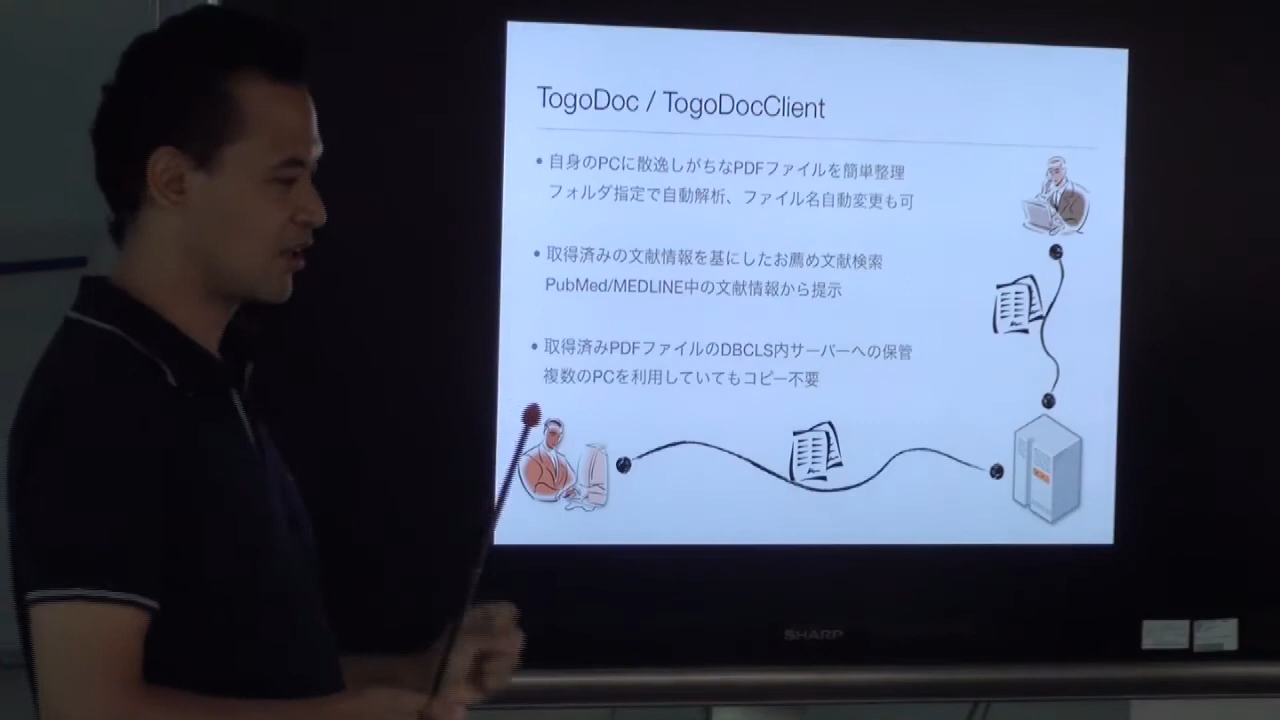 TogoDoc / TogoDocClient
• 自身のPCに散逸しがちなPDFファイルを簡単整理
フォルダ指定で自動解析、ファイル名自動変更も可
• 取得済みの文献情報を基にしたお薦め文献検索
PubMed/MEDLINE中の文献情報から提示
• 取得済みPDFファイルのDBCLS内サーバーへの保管
複数のPCを利用していてもコピー不要
SHARP